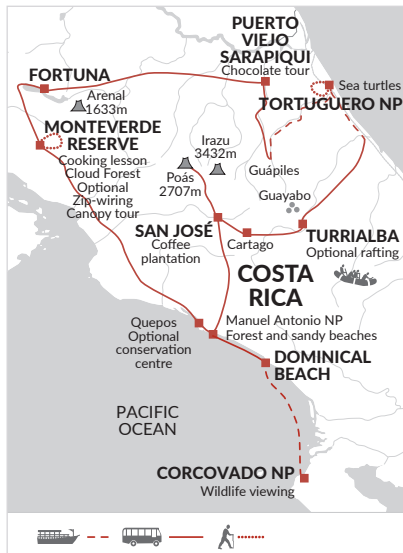 PUERTO
VIEJO
SARAPIQUI
Chocolate tour
FORTUNA
Arenal
1633m
Sea turtles
TORTUGUERO NP
MONTEVERDE
RESERVE
Cooking lesson
Cloud Forest
Optional
Zip-wiring
Canopy tour
Irazu
3432m
Poás
2707m
Guápiles
Guayabo
SAN JOSÉ
Coffee
plantation
Cartago
TURRIALBA
Optional rafting
COSTA
RICA
Quepos
Optional
conservation
centre
Manuel Antonio NP
Forest and sandy beaches
DOMINICAL
BEACH
PACIFIC
OCEAN
CORCOVADO NP
Wildlife viewing